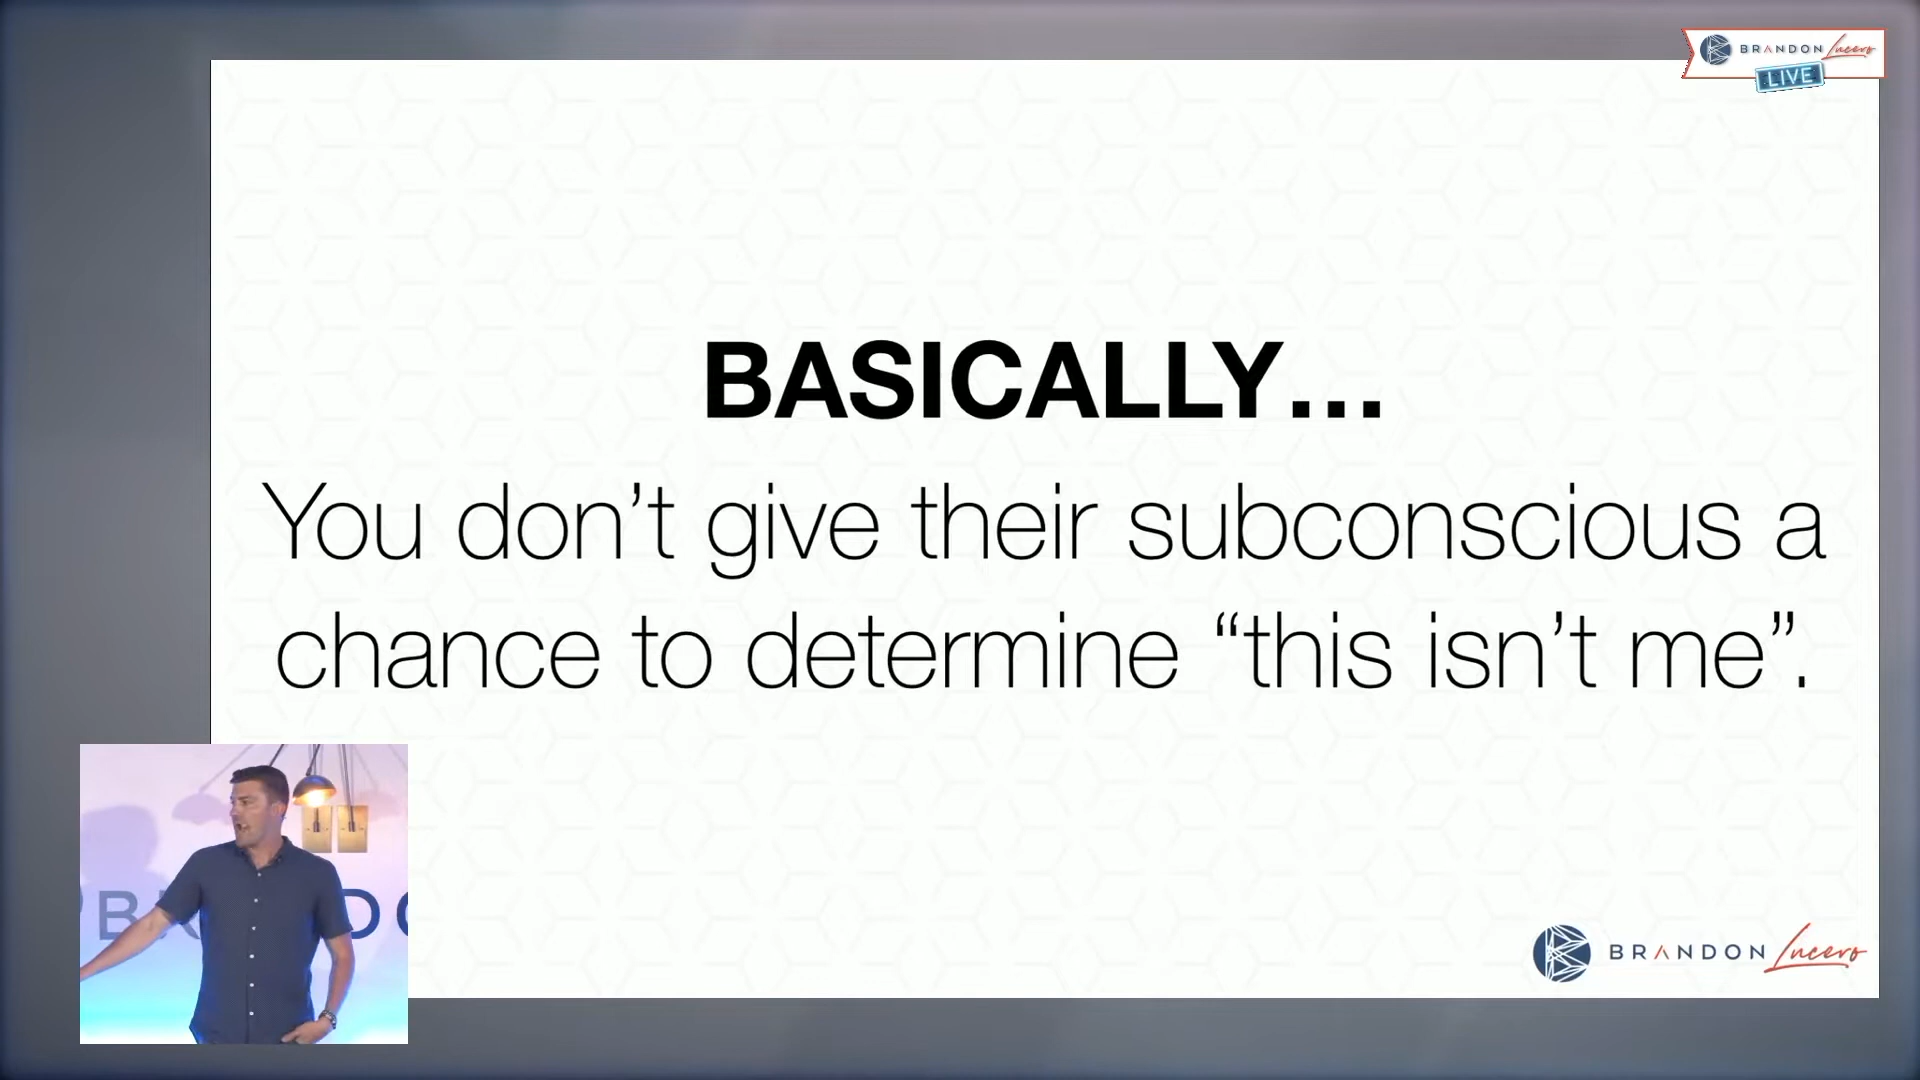 BRANDON Lucero
LIVE
BASICALLY…
You don’t give their subconscious a
chance to determine “this isn’t me”.
BRANDON Lucero